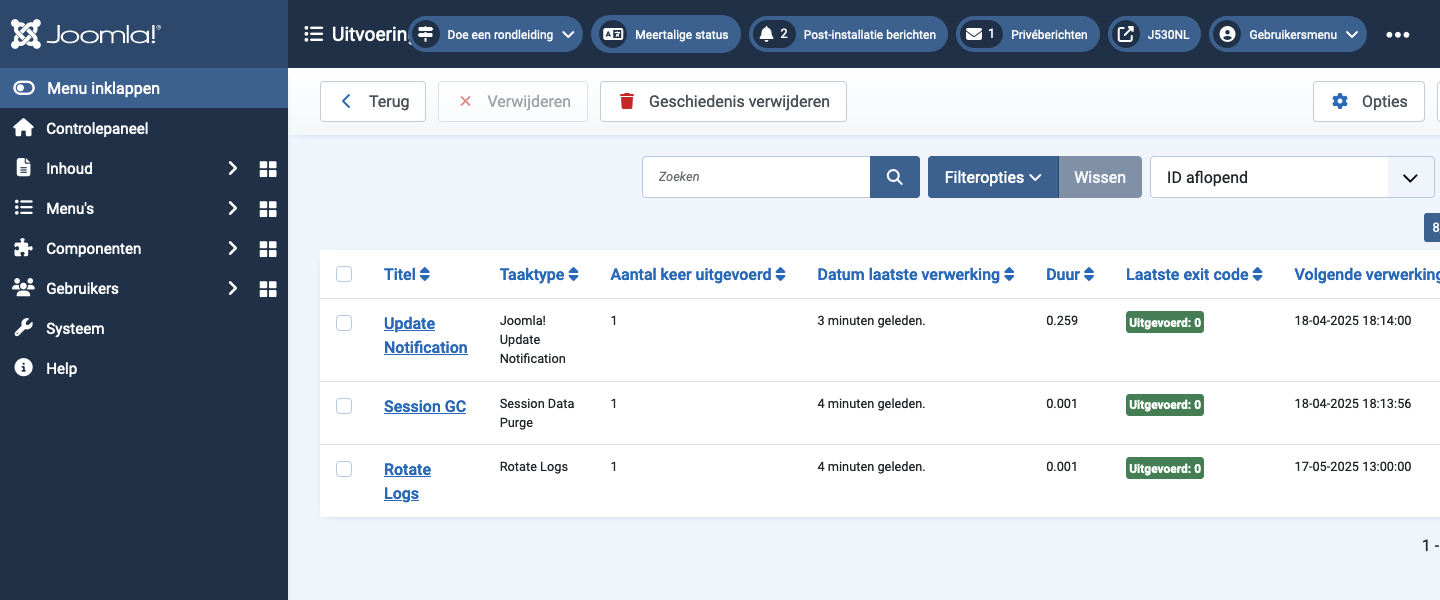 Joomla!®
Uitvoering
Doe een rondleiding
Meertalige status
2 Post-installatie berichten
1 Privéberichten
J530NL
Gebruikersmenu
Menu inklappen
Controlepaneel
Inhoud
Menu's
Componenten
Gebruikers
Systeem
Help
Terug
Verwijderen
Geschiedenis verwijderen
Opties
Zoeken
Filteropties
Wissen
ID aflopend
8
Titel Taaktype Aantal keer uitgevoerd Datum laatste verwerking Duur Laatste exit code Volgende verwerking
Update Notification Joomla! Update Notification 1 3 minuten geleden. 0.259 Uitgevoerd: 0 18-04-2025 18:14:00
Session GC Session Data Purge 1 4 minuten geleden. 0.001 Uitgevoerd: 0 18-04-2025 18:13:56
Rotate Logs Rotate Logs 1 4 minuten geleden. 0.001 Uitgevoerd: 0 17-05-2025 13:00:00
1 -